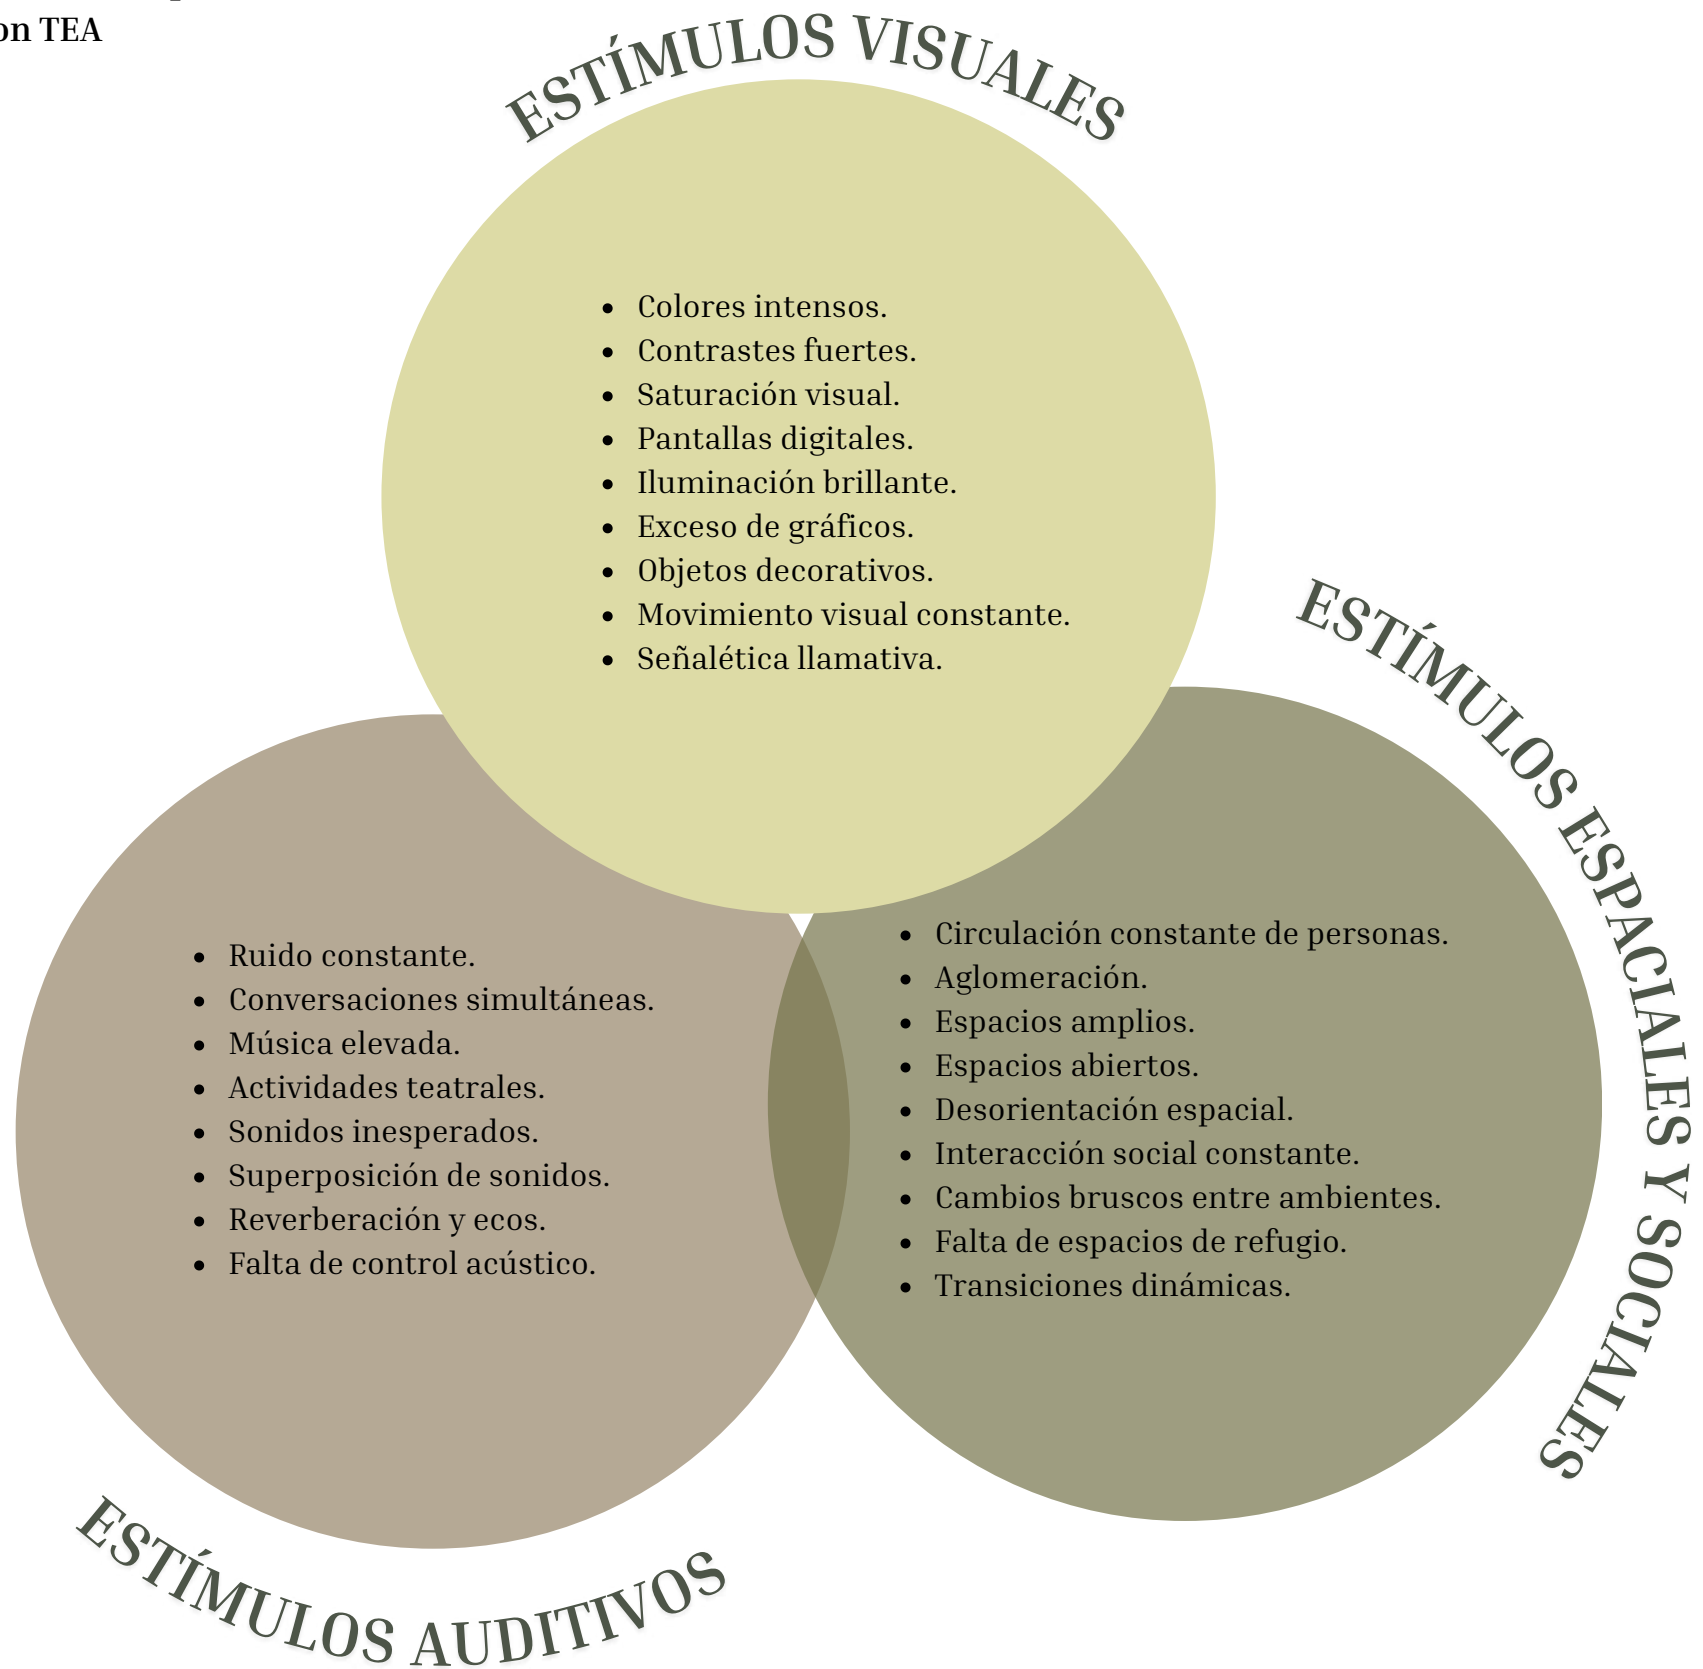 on TEA
ESTÍMULOS VISUALES
Colores intensos.
Contrastes fuertes.
Saturación visual.
Pantallas digitales.
Iluminación brillante.
Exceso de gráficos.
Objetos decorativos.
Movimiento visual constante.
Señalética llamativa.
ESTÍMULOS ESPACIALES Y SOCIALES
Circulación constante de personas.
Aglomeración.
Espacios amplios.
Espacios abiertos.
Desorientación espacial.
Interacción social constante.
Cambios bruscos entre ambientes.
Falta de espacios de refugio.
Transiciones dinámicas.
Ruido constante.
Conversaciones simultáneas.
Música elevada.
Actividades teatrales.
Sonidos inesperados.
Superposición de sonidos.
Reverberación y ecos.
Falta de control acústico.
ESTÍMULOS AUDITIVOS